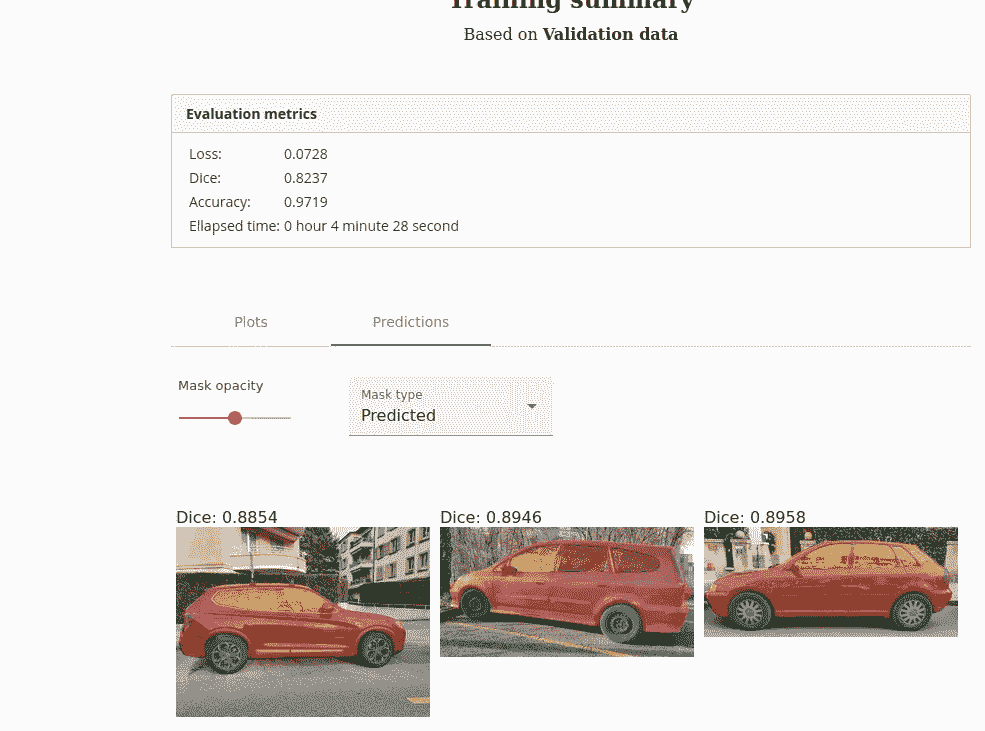 Training summary
Based on Validation data
Evaluation metrics
Loss: 0.0728
Dice: 0.8237
Accuracy: 0.9719
Ellapsed time: 0 hour 4 minute 28 second
Plots Predictions
Mask opacity
Mask type
Predicted
Dice: 0.8854 Dice: 0.8946 Dice: 0.8958